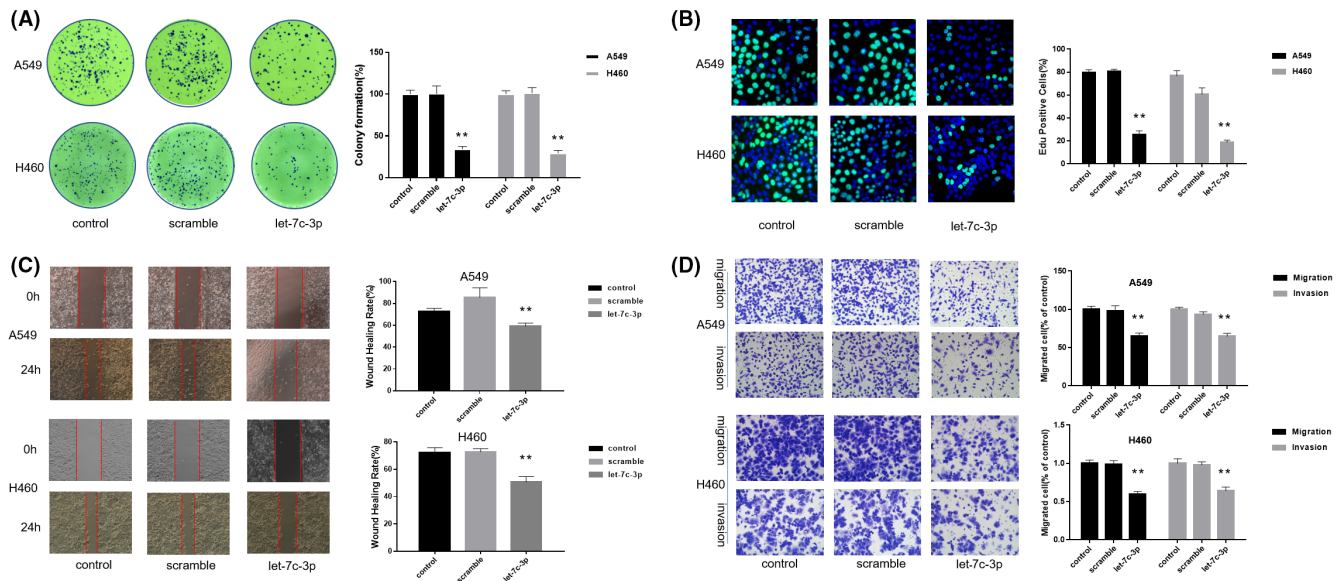 (A)
A549
H460
control scramble let-7c-3p
Colony formation(%)
150
100
50
0
A549
H460
** **
control scramble let-7c-3p control scramble let-7c-3p
(B)
A549
H460
control scramble let-7c-3p
Edu Positive Cells(%)
100
80
60
40
20
0
A549
H460
** **
control scramble let-7c-3p control scramble let-7c-3p
(C)
0h
A549
24h
0h
H460
24h
control scramble let-7c-3p
A549
Wound Healing Rate(%)
100
80
60
40
20
0
control
scramble
let-7c-3p
**
control scramble let-7c-3p
H460
Wound Healing Rate(%)
100
80
60
40
20
0
control
scramble
let-7c-3p
**
control scramble let-7c-3p
(D)
migration
A549
invasion
migration
H460
invasion
control scramble let-7c-3p
A549
Migrated cell(% of control)
150
100
50
0
Migration
Invasion
** **
control scramble let-7c-3p control scramble let-7c-3p
H460
Migrated cell(% of control)
1.5
1.0
0.5
0.0
Migration
Invasion
** **
control scramble let-7c-3p control scramble let-7c-3p